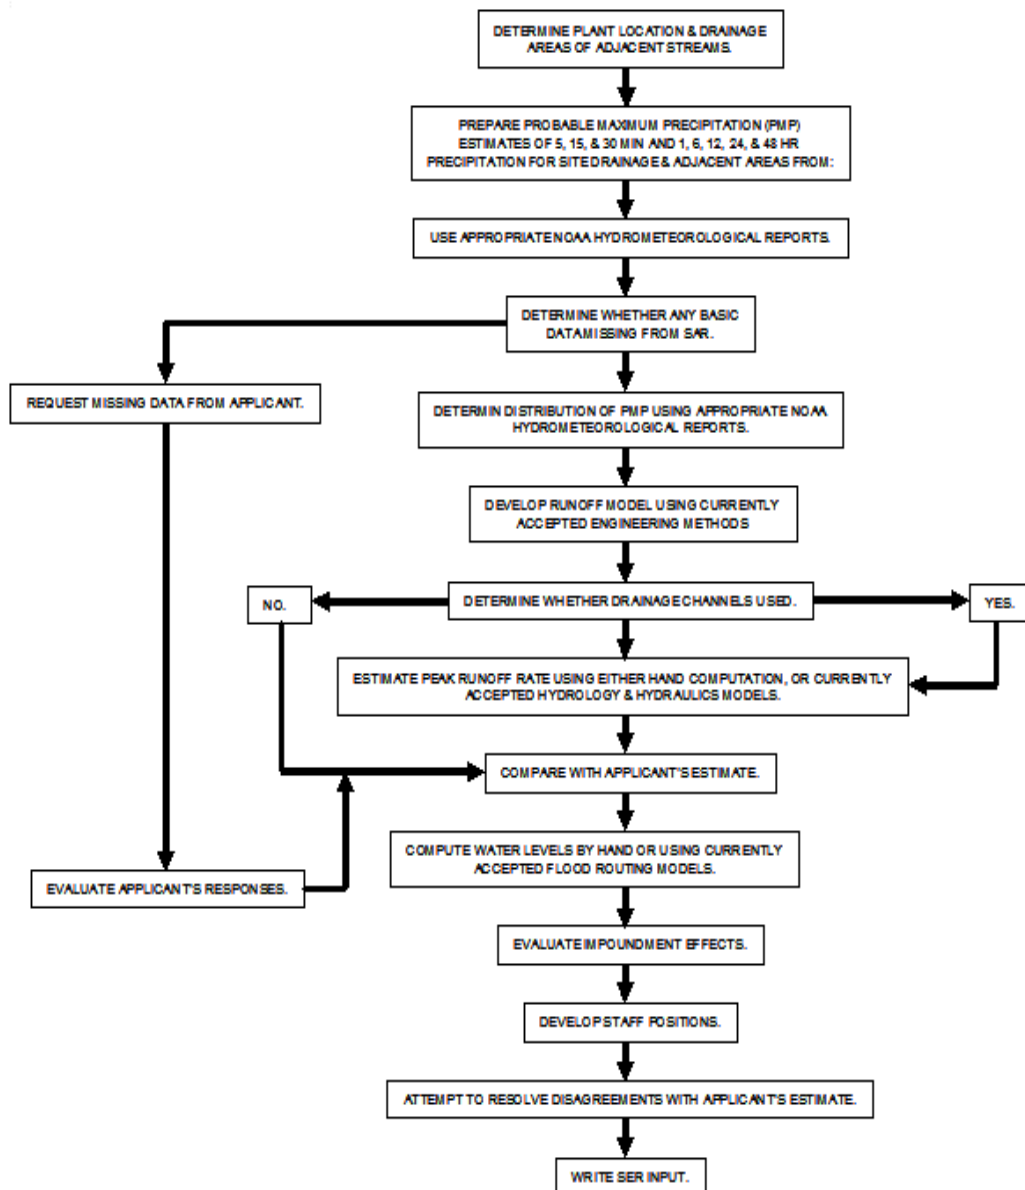 DETERMINE PLANT LOCATION & DRAINAGE
AREAS OF ADJACENT STREAMS.
PREPARE PROBABLE MAXIMUM PRECIPITATION (PMP)
ESTIMATES OF 5, 15, & 30 MIN AND 1, 6, 12, 24, & 48 HR
PRECIPITATION FOR SITE DRAINAGE & ADJACENT AREAS FROM:
USE APPROPRIATE NOAA HYDROMETEOROLOGICAL REPORTS.
DETERMINE WHETHER ANY BASIC
DATA MISSING FROM SAR.
REQUEST MISSING DATA FROM APPLICANT.
DETERMIN DISTRIBUTION OF PMP USING APPROPRIATE NOAA
HYDROMETEOROLOGICAL REPORTS.
DEVELOP RUNOFF MODEL USING CURRENTLY
ACCEPTED ENGINEERING METHODS
NO.
DETERMINE WHETHER DRAINAGE CHANNELS USED.
YES.
ESTIMATE PEAK RUNOFF RATE USING EITHER HAND COMPUTATION, OR CURRENTLY
ACCEPTED HYDROLOGY & HYDRAULICS MODELS.
COMPARE WITH APPLICANT'S ESTIMATE.
COMPUTE WATER LEVELS BY HAND OR USING CURRENTLY
ACCEPTED FLOOD ROUTING MODELS.
EVALUATE APPLICANT'S RESPONSES.
EVALUATE IMPOUNDMENT EFFECTS.
DEVELOP STAFF POSITIONS.
ATTEMPT TO RESOLVE DISAGREEMENTS WITH APPLICANT'S ESTIMATE.
WRITE SER INPUT.